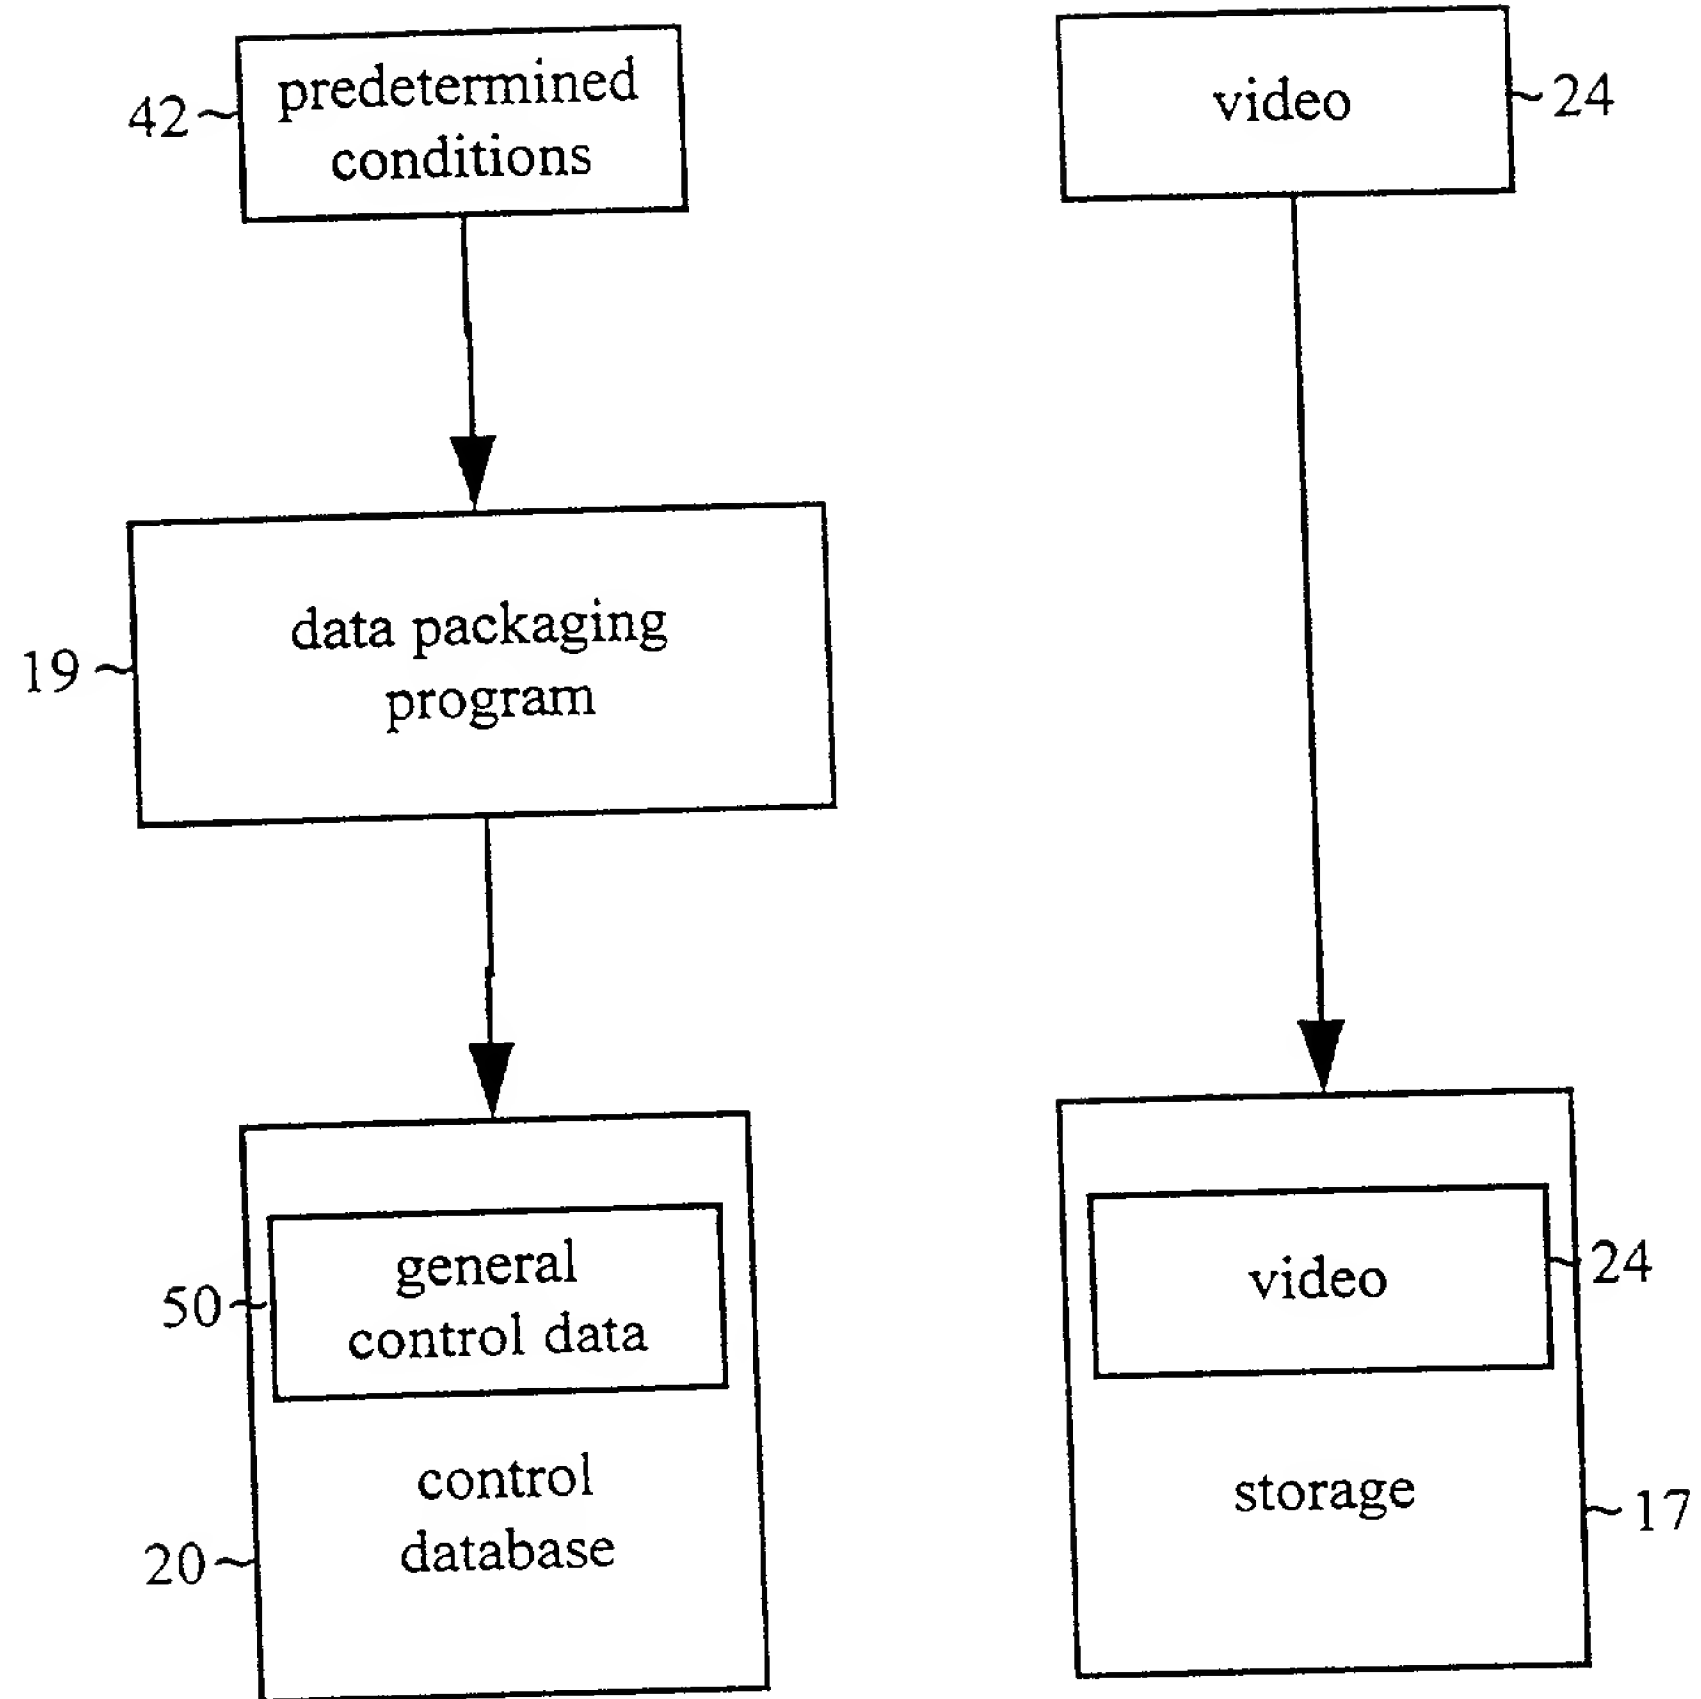 42
predetermined
conditions
video
24
19
data packaging
program
50
general
control data
control
database
20
video
24
storage
17